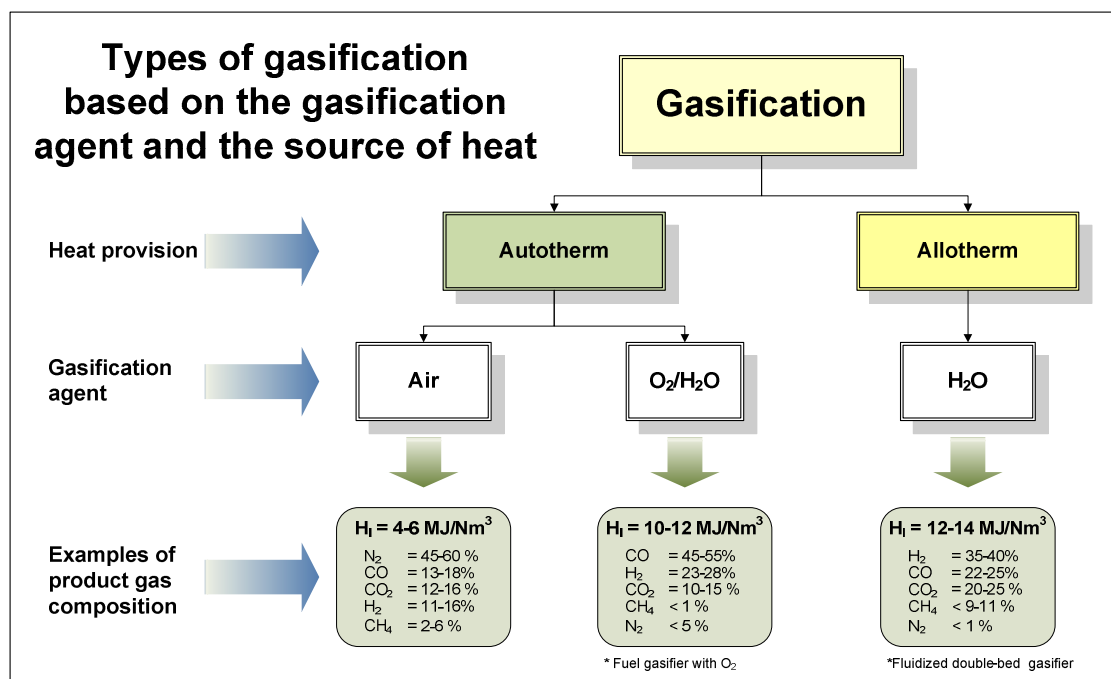 Types of gasification
based on the gasification
agent and the source of heat
Gasification
Heat provision
Autotherm
Allotherm
Gasification
agent
Air
O₂/H₂O
H₂O
Examples of
product gas
composition
H_I = 4-6 MJ/Nm³
N₂ = 45-60 %
CO = 13-18%
CO₂ = 12-16 %
H₂ = 11-16%
CH₄ = 2-6 %
H_I = 10-12 MJ/Nm³
CO = 45-55%
H₂ = 23-28%
CO₂ = 10-15 %
CH₄ < 1 %
N₂ < 5 %
* Fuel gasifier with O₂
H_I = 12-14 MJ/Nm³
H₂ = 35-40%
CO = 22-25%
CO₂ = 20-25 %
CH₄ < 9-11 %
N₂ < 1 %
*Fluidized double-bed gasifier